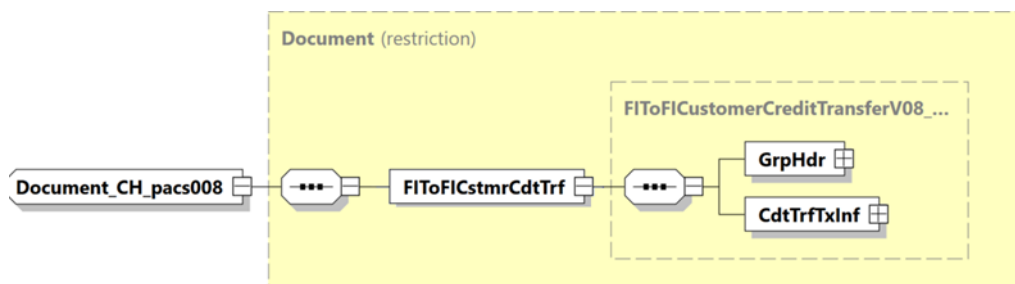 Document (restriction)
FIToFICustomerCreditTransferV08_...
GrpHdr
Document_CH_pacs008
FIToFICstmrCdtTrf
CdtTrfTxInf